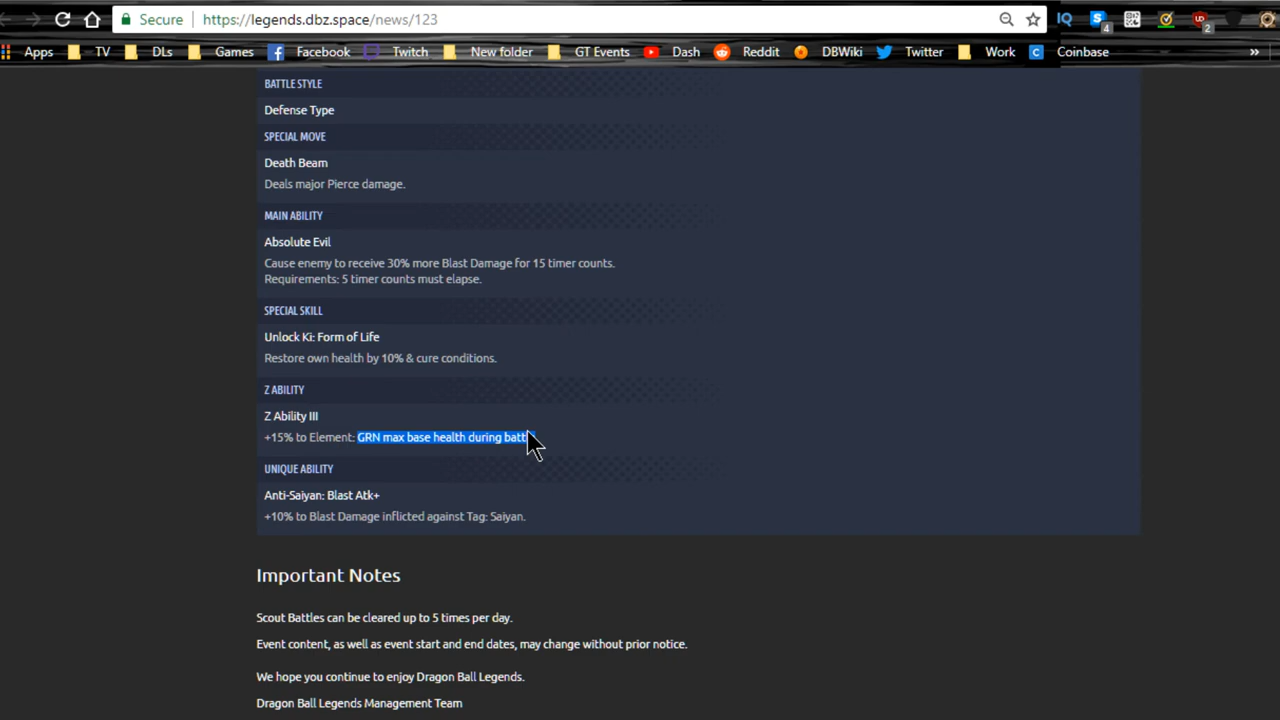 Secure https://legends.dbz.space/news/123
IQ 4 UD 2
Apps TV DLs Games Facebook Twitch New folder GT Events Dash Reddit DBWiki Twitter Work C Coinbase »
BATTLE STYLE
Defense Type
SPECIAL MOVE
Death Beam
Deals major Pierce damage.
MAIN ABILITY
Absolute Evil
Cause enemy to receive 30% more Blast Damage for 15 timer counts.
Requirements: 5 timer counts must elapse.
SPECIAL SKILL
Unlock Ki: Form of Life
Restore own health by 10% & cure conditions.
Z ABILITY
Z Ability III
+15% to Element: GRN max base health during
UNIQUE ABILITY
Anti-Saiyan: Blast Atk+
+10% to Blast Damage inflicted against Tag: Saiyan.
Important Notes
Scout Battles can be cleared up to 5 times per day.
Event content, as well as event start and end dates, may change without prior notice.
We hope you continue to enjoy Dragon Ball Legends.
Dragon Ball Legends Management Team